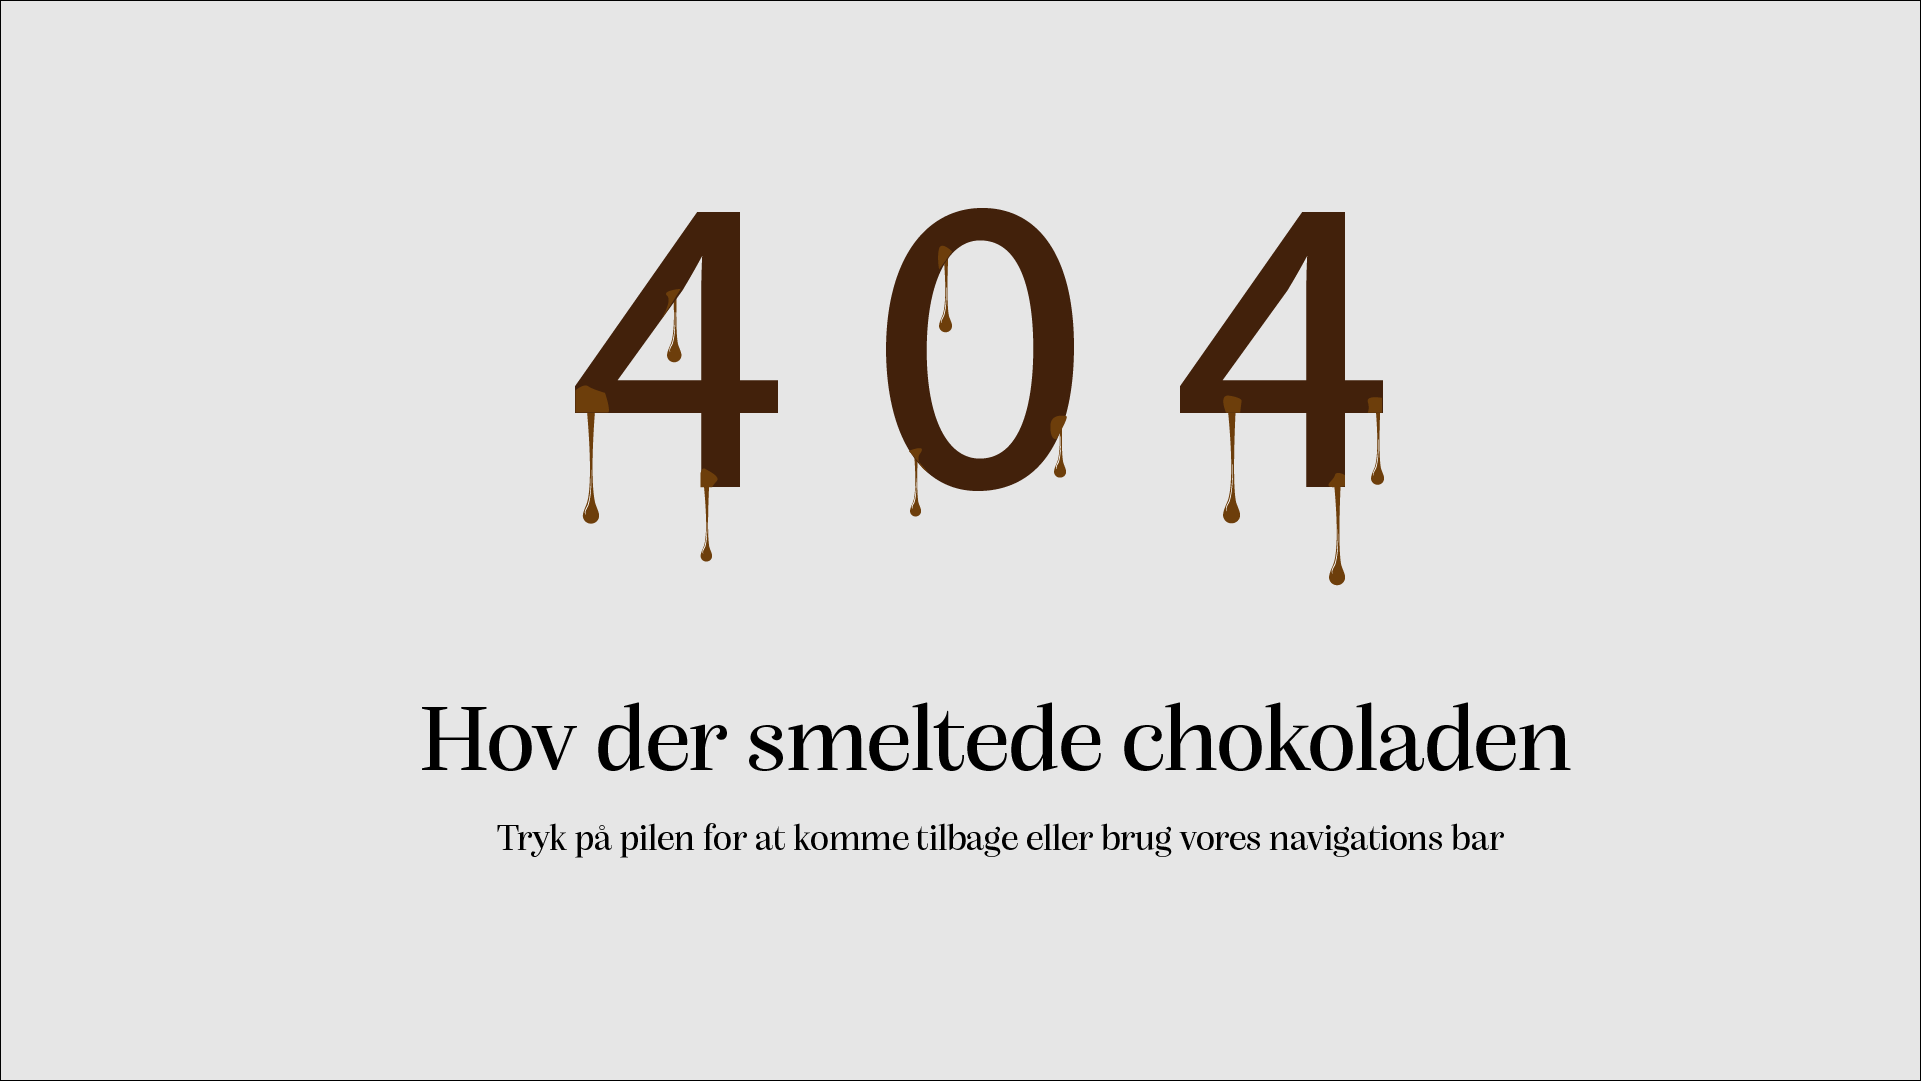 404
Hov der smeltede chokoladen
Tryk på pilen for at komme tilbage eller brug vores navigations bar